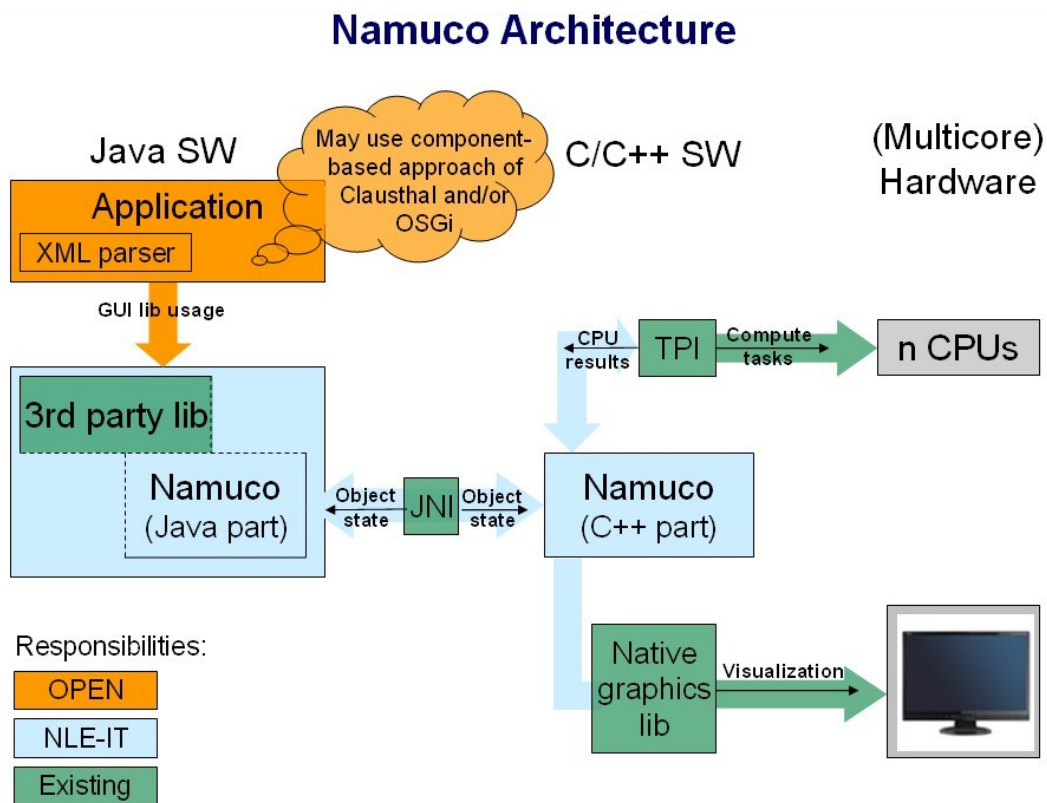 Namuco Architecture
Java SW
May use component-
based approach of
Clausthal and/or
OSGi
C/C++ SW
(Multicore)
Hardware
Application
XML parser
GUI lib usage
CPU
results
TPI
Compute
tasks
n CPUs
3rd party lib
Namuco
(Java part)
Object
state
JNI
Object
state
Namuco
(C++ part)
Responsibilities:
OPEN
NLE-IT
Existing
Native
graphics
lib
Visualization